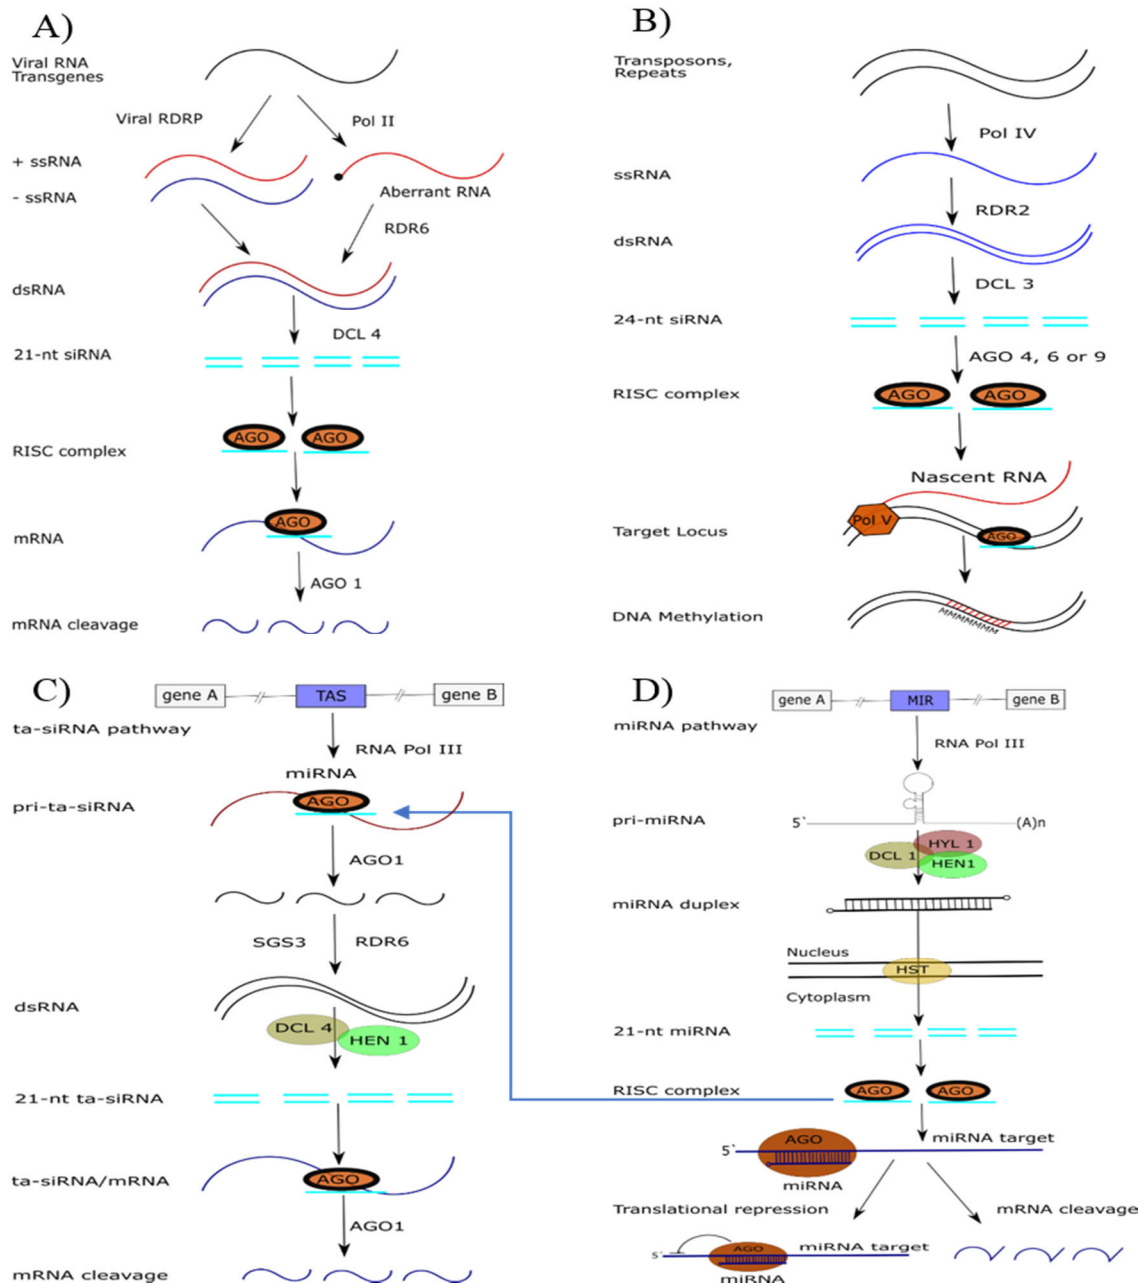 A)
Viral RNA
Transgenes
Viral RDRP
Pol II
+ ssRNA
- ssRNA
Aberrant RNA
RDR6
dsRNA
DCL 4
21-nt siRNA
AGO AGO
RISC complex
AGO
mRNA
AGO 1
mRNA cleavage
B)
Transposons,
Repeats
Pol IV
ssRNA
RDR2
dsRNA
DCL 3
24-nt siRNA
AGO 4, 6 or 9
RISC complex
AGO AGO
Nascent RNA
Pol V
Target Locus
AGO
DNA Methylation
MMMMMMM
C)
gene A TAS gene B
ta-siRNA pathway
RNA Pol III
miRNA
AGO
pri-ta-siRNA
AGO1
SGS3 RDR6
dsRNA
DCL 4
HEN 1
21-nt ta-siRNA
ta-siRNA/mRNA
AGO
AGO1
mRNA cleavage
D)
gene A MIR gene B
miRNA pathway
RNA Pol III
pri-miRNA
5` (A)n
HYL 1
DCL 1
HEN1
miRNA duplex
Nucleus
HST
Cytoplasm
21-nt miRNA
RISC complex
AGO AGO
5` AGO miRNA target
miRNA
Translational repression
mRNA cleavage
5` AGO miRNA target
miRNA